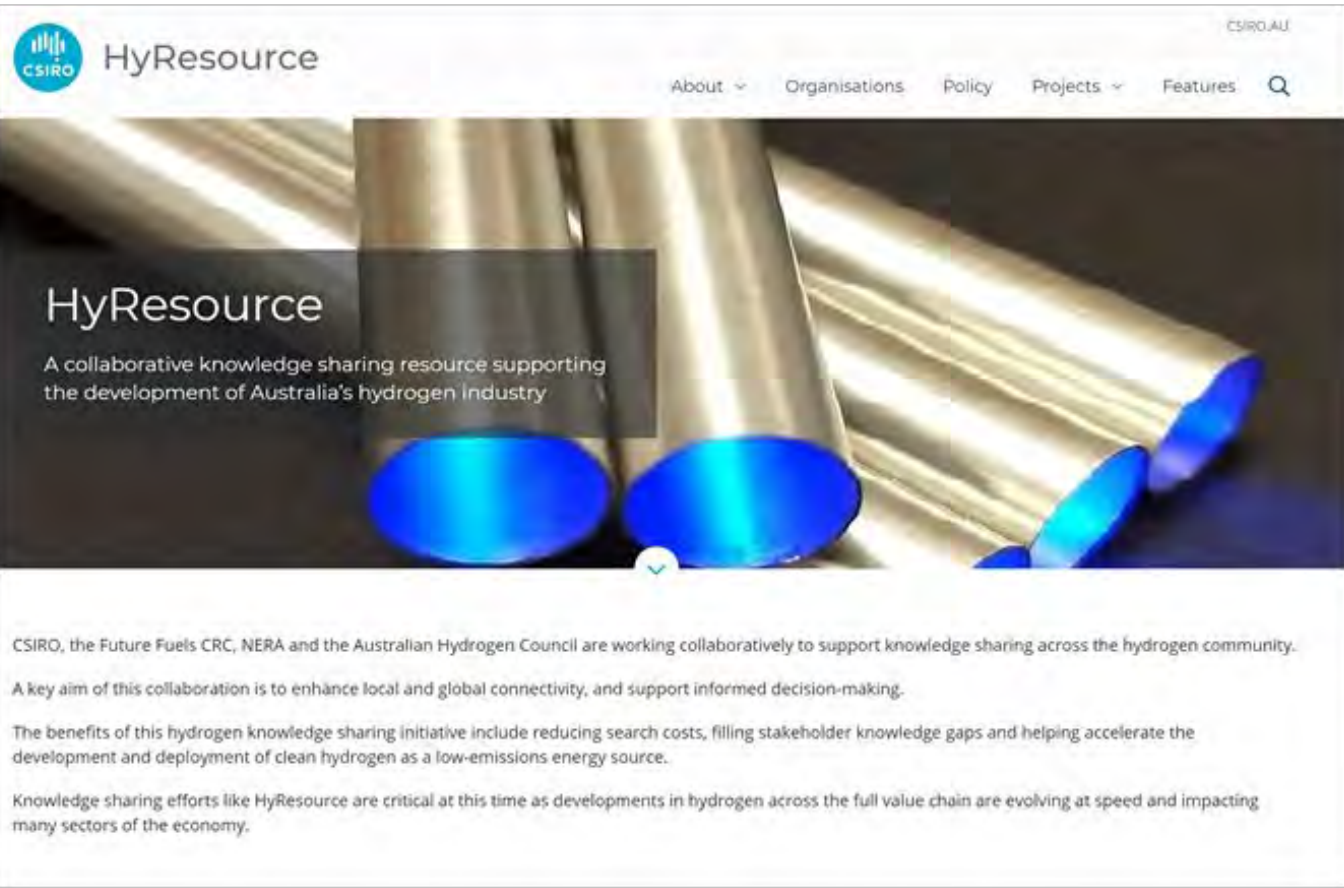 CSIRO.AU
CSIRO
HyResource
About
Organisations
Policy
Projects
Features
HyResource
A collaborative knowledge sharing resource supporting
the development of Australia's hydrogen industry
CSIRO, the Future Fuels CRC, NERA and the Australian Hydrogen Council are working collaboratively to support knowledge sharing across the hydrogen community.
A key aim of this collaboration is to enhance local and global connectivity, and support informed decision-making.
The benefits of this hydrogen knowledge sharing initiative include reducing search costs, filling stakeholder knowledge gaps and helping accelerate the
development and deployment of clean hydrogen as a low-emissions energy source.
Knowledge sharing efforts like HyResource are critical at this time as developments in hydrogen across the full value chain are evolving at speed and impacting
many sectors of the economy.